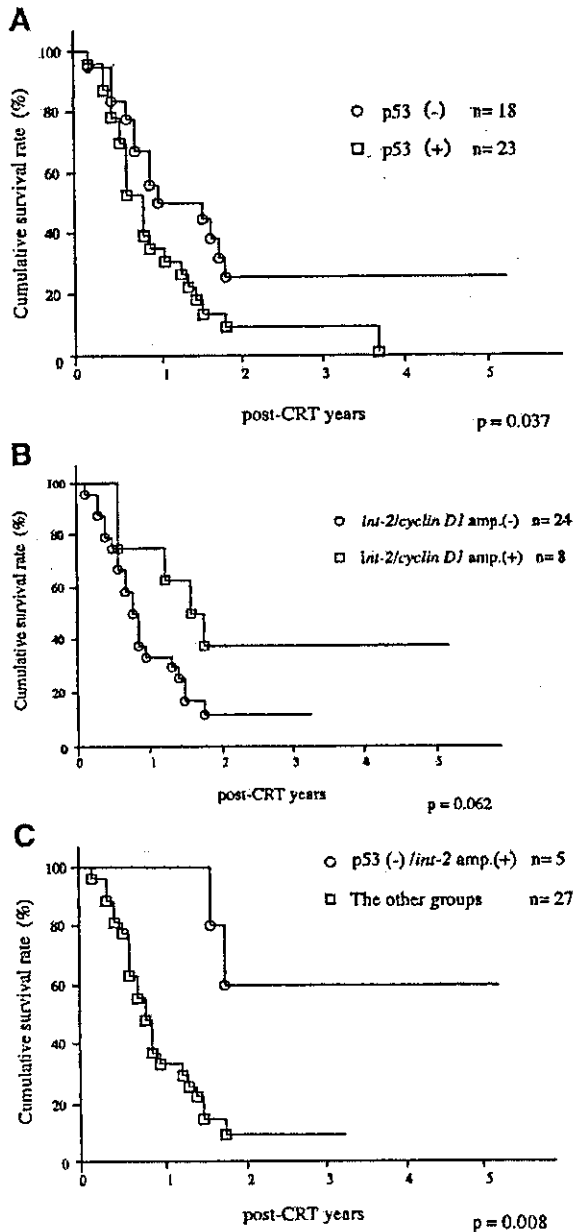 A
Cumulative survival rate (%)
100
80
60
40
20
0
p53 (-) n= 18
p53 (+) n= 23
0 1 2 3 4 5
post-CRT years
p = 0.037
B
Cumulative survival rate (%)
100
80
60
40
20
0
int-2/cyclin D1 amp.(-) n= 24
int-2/cyclin D1 amp.(+) n= 8
0 1 2 3 4 5
post-CRT years
p = 0.062
C
Cumulative survival rate (%)
100
80
60
40
20
0
p53 (-) /int-2 amp.(+) n= 5
The other groups n= 27
0 1 2 3 4 5
post-CRT years
p = 0.008